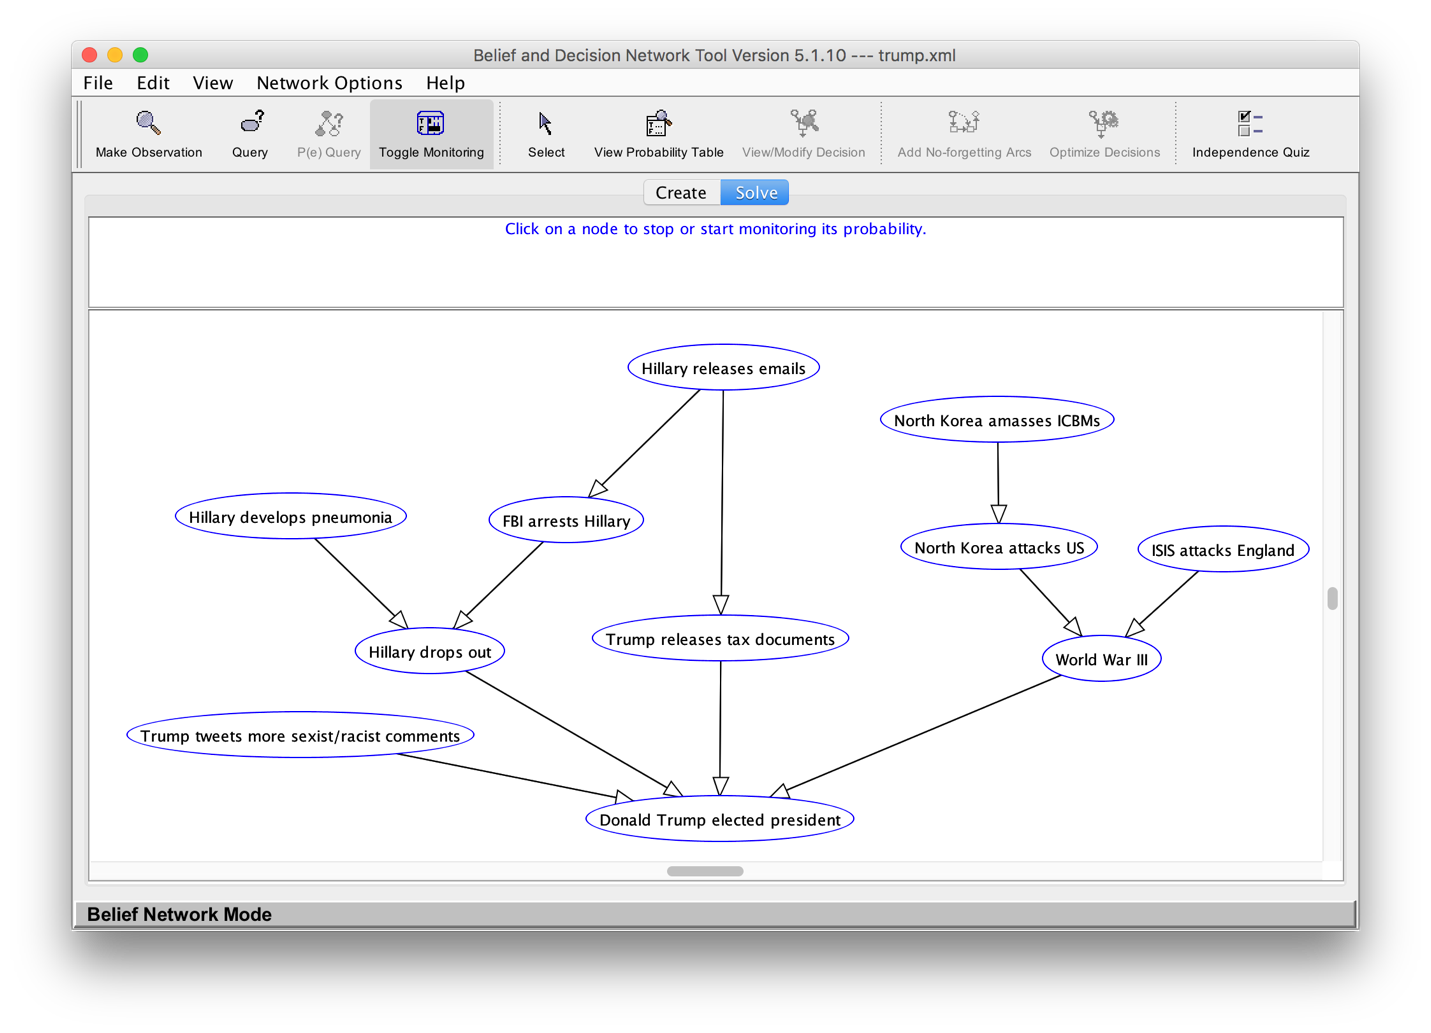 Belief and Decision Network Tool Version 5.1.10 --- trump.xml
File Edit View Network Options Help
Make Observation Query P(e) Query Toggle Monitoring Select View Probability Table View/Modify Decision Add No-forgetting Arcs Optimize Decisions Independence Quiz
Create Solve
Click on a node to stop or start monitoring its probability.
Hillary releases emails
North Korea amasses ICBMs
Hillary develops pneumonia
FBI arrests Hillary
North Korea attacks US
ISIS attacks England
Hillary drops out
Trump releases tax documents
World War III
Trump tweets more sexist/racist comments
Donald Trump elected president
Belief Network Mode